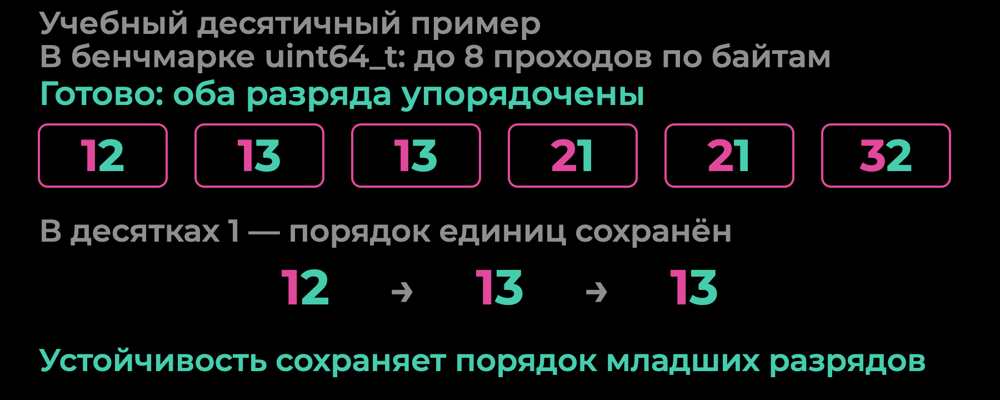 Учебный десятичный пример
В бенчмарке uint64_t: до 8 проходов по байтам
Готово: оба разряда упорядочены
12 13 13 21 21 32
В десятках 1 — порядок единиц сохранён
12 → 13 → 13
Устойчивость сохраняет порядок младших разрядов